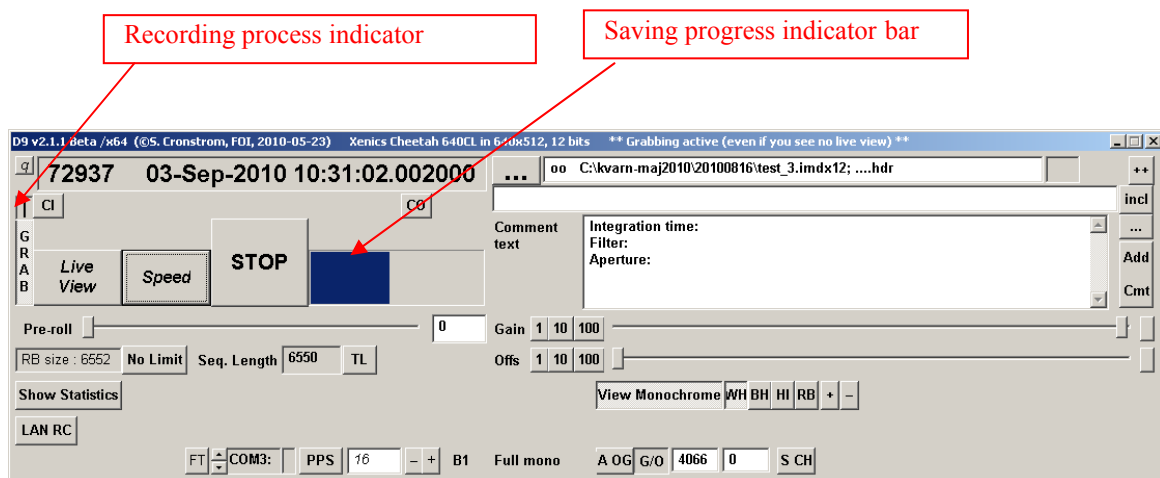 Recording process indicator
Saving progress indicator bar
D9 v2.1.1 Beta /x64 (©S. Cronstrom, FOI, 2010-05-23) Xenics Cheetah 640CL in 640x512, 12 bits ** Grabbing active (even if you see no live view) **
q 72937 03-Sep-2010 10:31:02.002000 ... oo C:\kvarn-maj2010\20100816\test_3.imdx12; ....hdr ++
CI CO incl
GRAB
Live View Speed STOP
Comment text
Integration time:
Filter:
Aperture:
...
Add
Cmt
Pre-roll 0 Gain 1 10 100
RB size : 6552 No Limit Seq. Length 6550 TL Offs 1 10 100
Show Statistics View Monochrome WH BH HI RB + –
LAN RC
FT COM3: PPS 16 – + B1 Full mono A OG G/O 4066 0 S CH